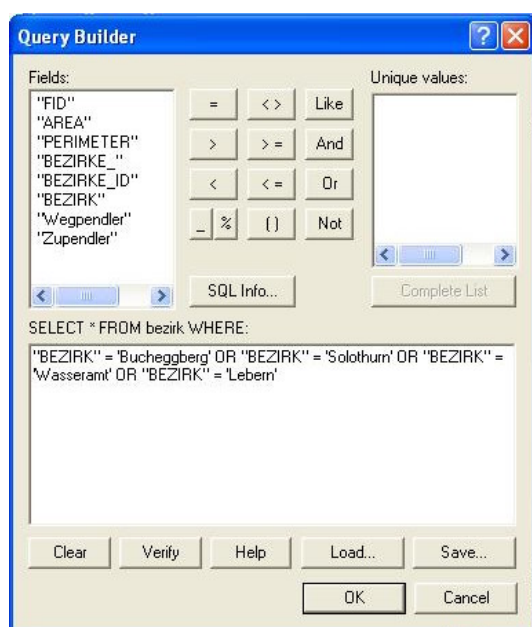 Query Builder
Fields:
Unique values:
"FID"
"AREA"
"PERIMETER"
"BEZIRKE_"
"BEZIRKE_ID"
"BEZIRK"
"Wegpendler"
"Zupendler"
= <> Like
> >= And
< <= Or
_ % () Not
SQL Info...
Complete List
SELECT * FROM bezirk WHERE:
"BEZIRK" = 'Bucheggberg' OR "BEZIRK" = 'Solothurn' OR "BEZIRK" =
'Wasseramt' OR "BEZIRK" = 'Lebern'
Clear Verify Help Load... Save...
OK Cancel